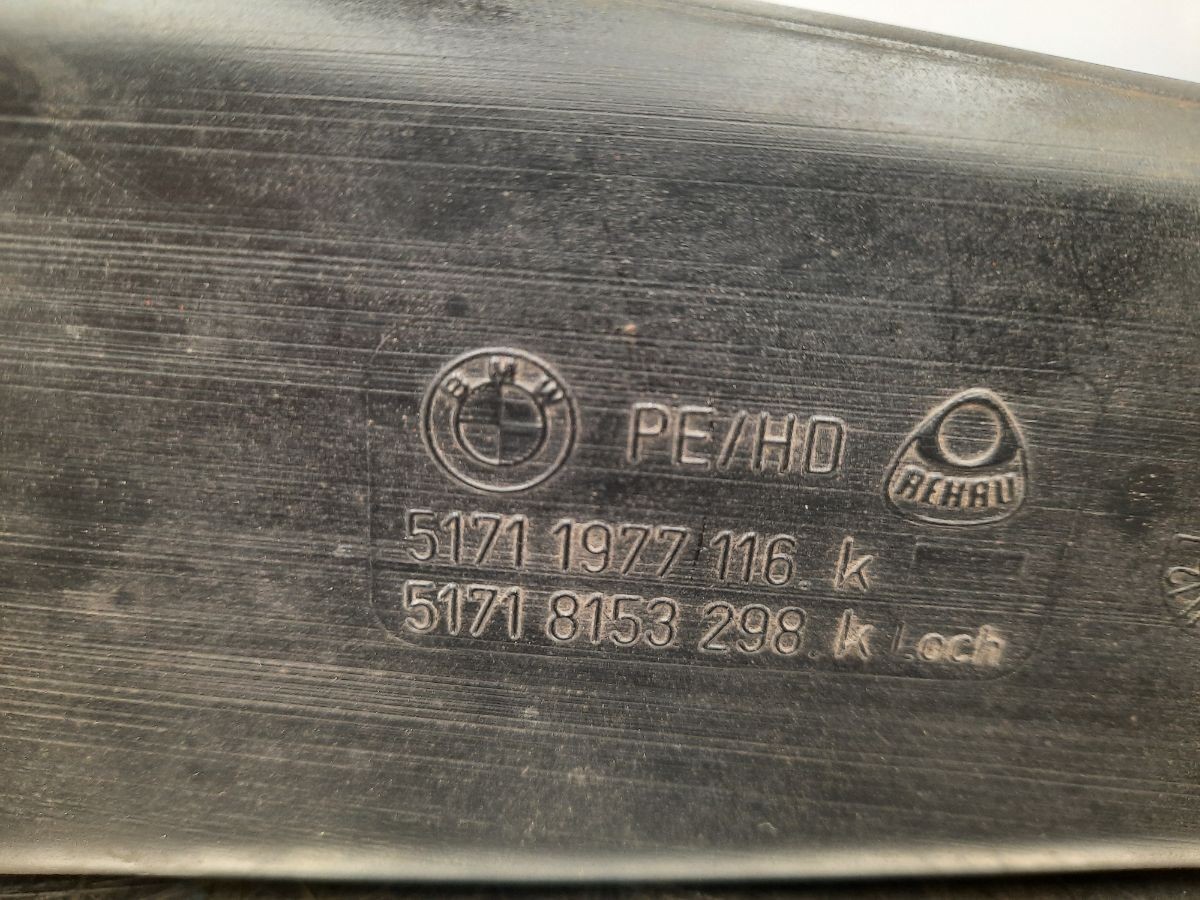 BMW PE/HD REHAU
5171 1977 116. k
5171 8153 298. k Loch